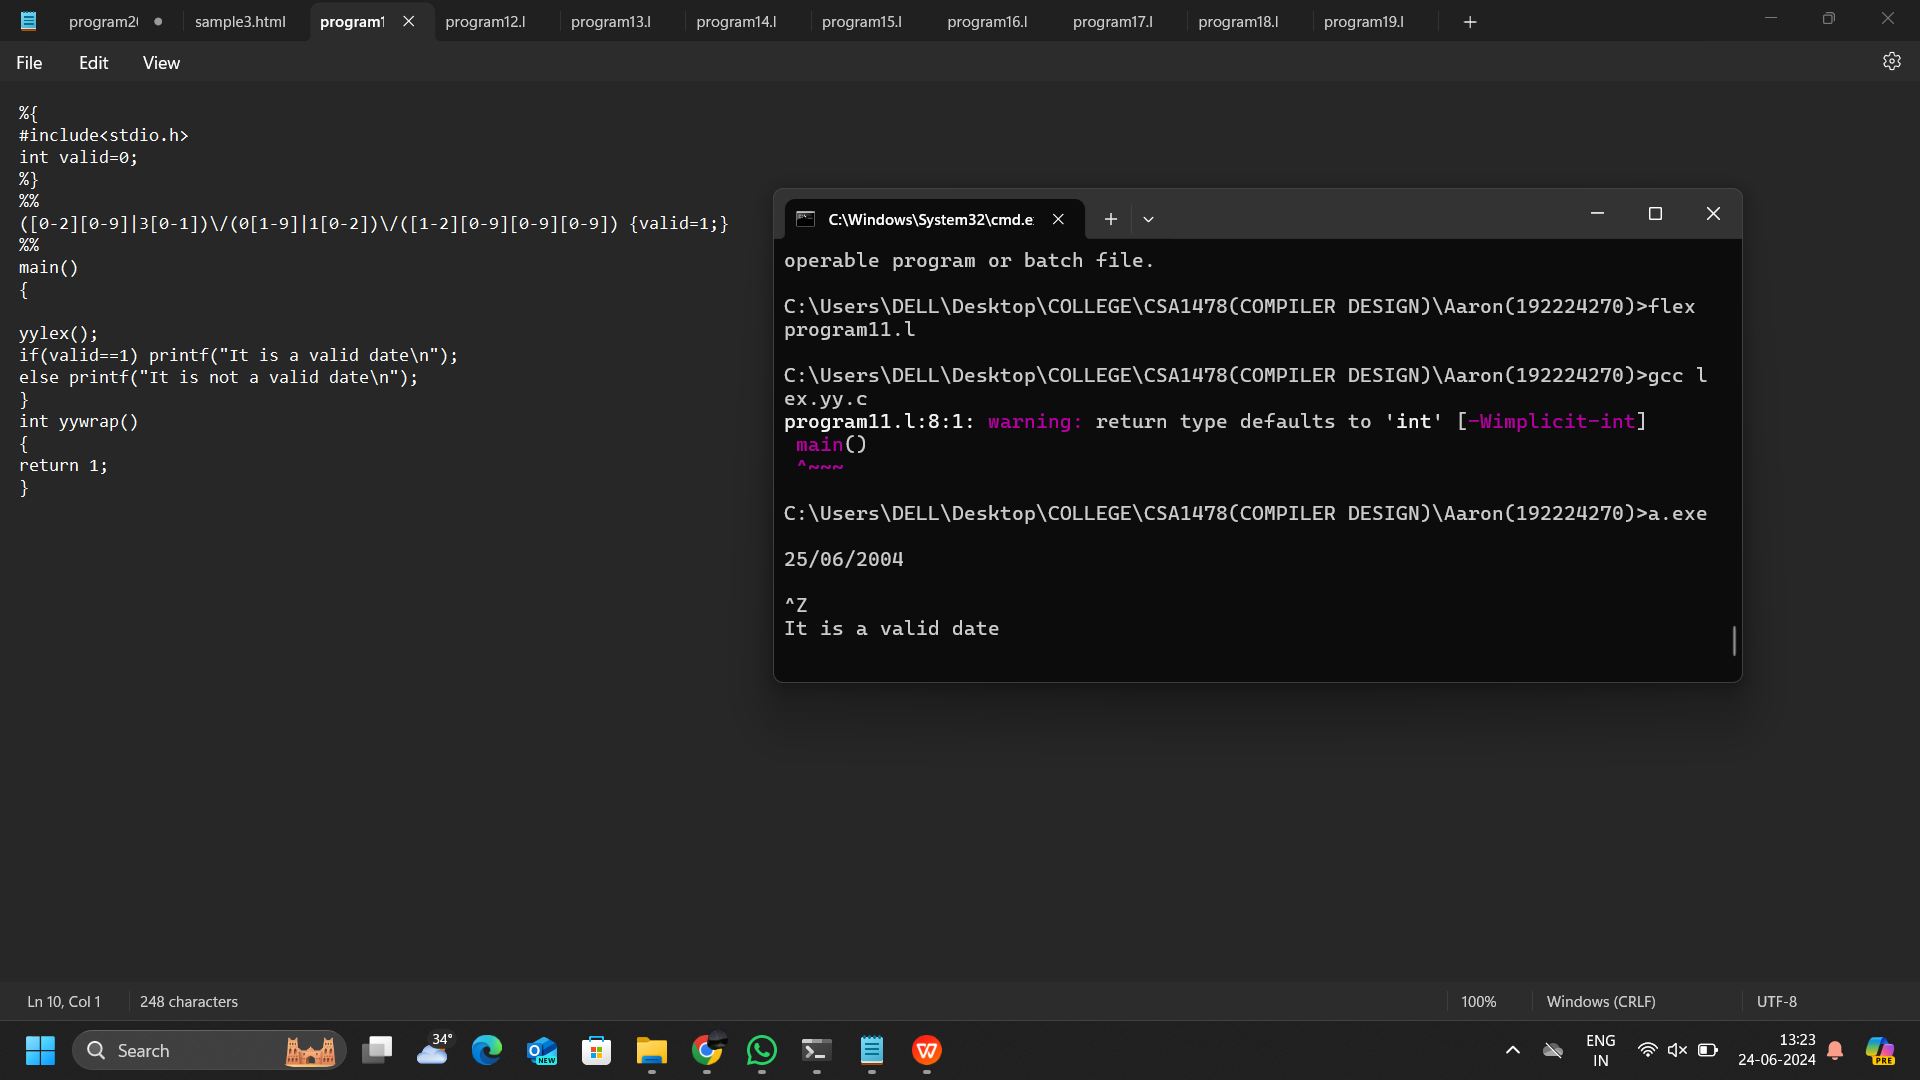 program2(
sample3.html
program1
program12.l
program13.l
program14.l
program15.l
program16.l
program17.l
program18.l
program19.l
File
Edit
View
%{
#include<stdio.h>
int valid=0;
%}
%%
([0-2][0-9]|3[0-1])\/(0[1-9]|1[0-2])\/([1-2][0-9][0-9][0-9]) {valid=1;}
%%
main()
{
yylex();
if(valid==1) printf("It is a valid date\n");
else printf("It is not a valid date\n");
}
int yywrap()
{
return 1;
}
C:\Windows\System32\cmd.e
operable program or batch file.
C:\Users\DELL\Desktop\COLLEGE\CSA1478(COMPILER DESIGN)\Aaron(192224270)>flex
program11.l
C:\Users\DELL\Desktop\COLLEGE\CSA1478(COMPILER DESIGN)\Aaron(192224270)>gcc l
ex.yy.c
program11.l:8:1: warning: return type defaults to 'int' [-Wimplicit-int]
main()
^~~~
C:\Users\DELL\Desktop\COLLEGE\CSA1478(COMPILER DESIGN)\Aaron(192224270)>a.exe
25/06/2004
^Z
It is a valid date
Ln 10, Col 1
248 characters
100%
Windows (CRLF)
UTF-8
Search
34°
NEW
ENG
IN
13:23
24-06-2024
PRE